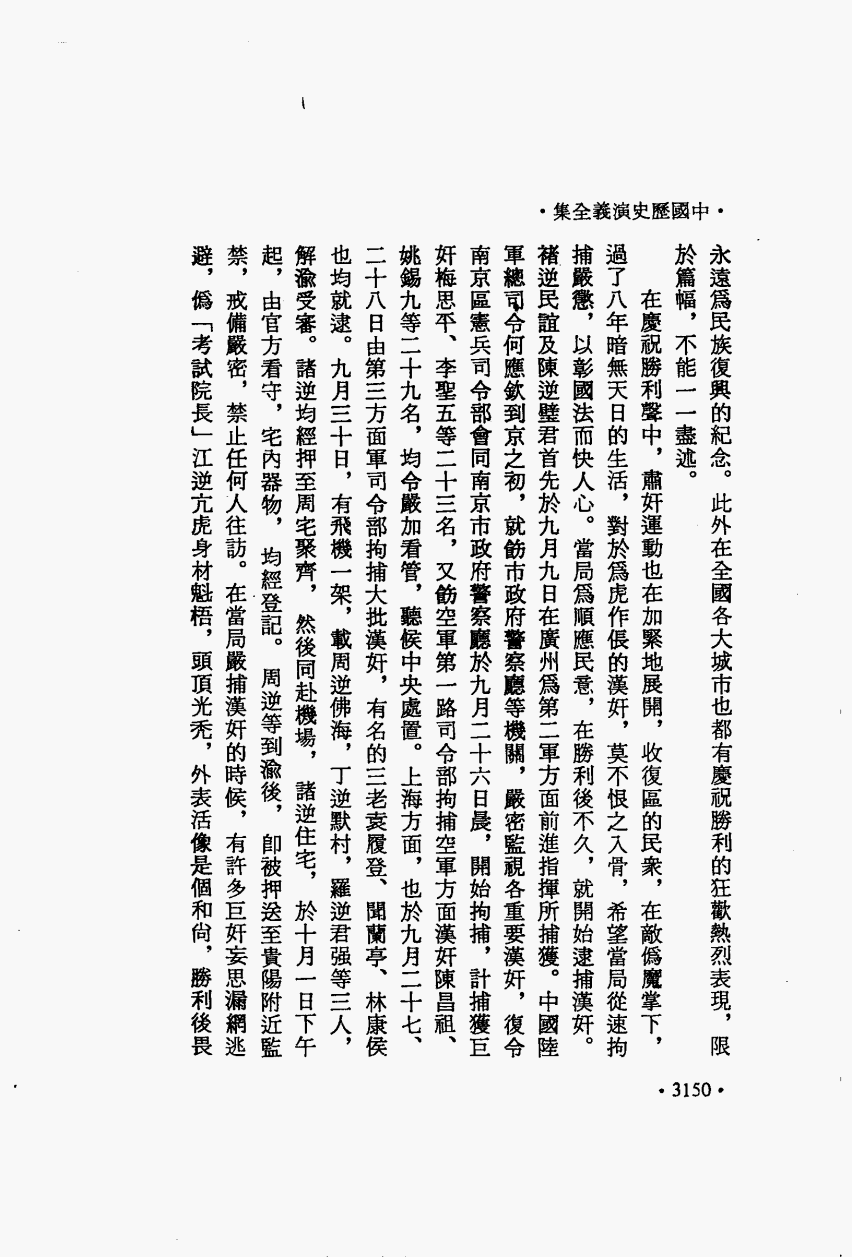 •中國歷史演義全集•
永遠爲民族復興的紀念。此外在全國各大城市也都有慶祝勝利的狂歡熱烈表現，限
於篇幅，不能一一盡述。
在慶祝勝利聲中，肅奸運動也在加緊地展開，收復區的民衆，在敵僞魔掌下，
過了八年暗無天日的生活，對於爲虎作倀的漢奸，莫不恨之入骨，希望當局從速拘
捕嚴懲，以彰國法而快人心。當局爲順應民意，在勝利後不久，就開始逮捕漢奸。
褚逆民誼及陳逆璧君首先於九月九日在廣州爲第二軍方面前進指揮所捕獲。中國陸
軍總司令何應欽到京之初，就飭市政府警察廳等機關，嚴密監視各重要漢奸，復令
南京區憲兵司令部會同南京市政府警察廳於九月二十六日晨，開始拘捕，計捕獲巨
奸梅思平、李聖五等二十三名，又飭空軍第一路司令部拘捕空軍方面漢奸陳昌祖、
姚錫九等二十九名，均令嚴加看管，聽候中央處置。上海方面，也於九月二十七、
二十八日由第三方面軍司令部拘捕大批漢奸，有名的三老袁履登、聞蘭亭、林康侯
也均就逮。九月三十日，有飛機一架，載周逆佛海，丁逆默村，羅逆君强等三人，
解渝受審。諸逆均經押至周宅聚齊，然後同赴機場，諸逆住宅，於十月一日下午
起，由官方看守，宅內器物，均經登記。周逆等到渝後，卽被押送至貴陽附近監
禁，戒備嚴密，禁止任何人往訪。在當局嚴捕漢奸的時候，有許多巨奸妄思漏網逃
避，僞「考試院長」江逆亢虎身材魁梧，頭頂光禿，外表活像是個和尙，勝利後畏
•3150•